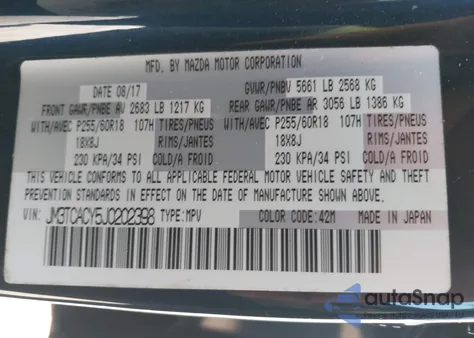 MFD. BY MAZDA MOTOR CORPORATION
DATE 08/17 GVWR/PNBV 5661 LB 2568 KG
FRONT GAWR/PNBE AV 2683 LB 1217 KG REAR GAWR/PNBE AR 3056 LB 1386 KG
WITH/AVEC P255/60R18 107H TIRES/PNEUS WITH/AVEC P255/60R18 107H TIRES/PNEUS
18X8J RIMS/JANTES 18X8J RIMS/JANTES
230 KPA/34 PSI COLD/A FROID 230 KPA/34 PSI COLD/A FROID
THIS VEHICLE CONFORMS TO ALL APPLICABLE FEDERAL MOTOR VEHICLE SAFETY AND THEFT
PREVENTION STANDARDS IN EFFECT ON THE DATE OF MANUFACTURE SHOWN ABOVE.
VIN: JM3TCACY5J0202398 TYPE:MPV COLOR CODE:42M MADE IN JAPAN
autoSnap